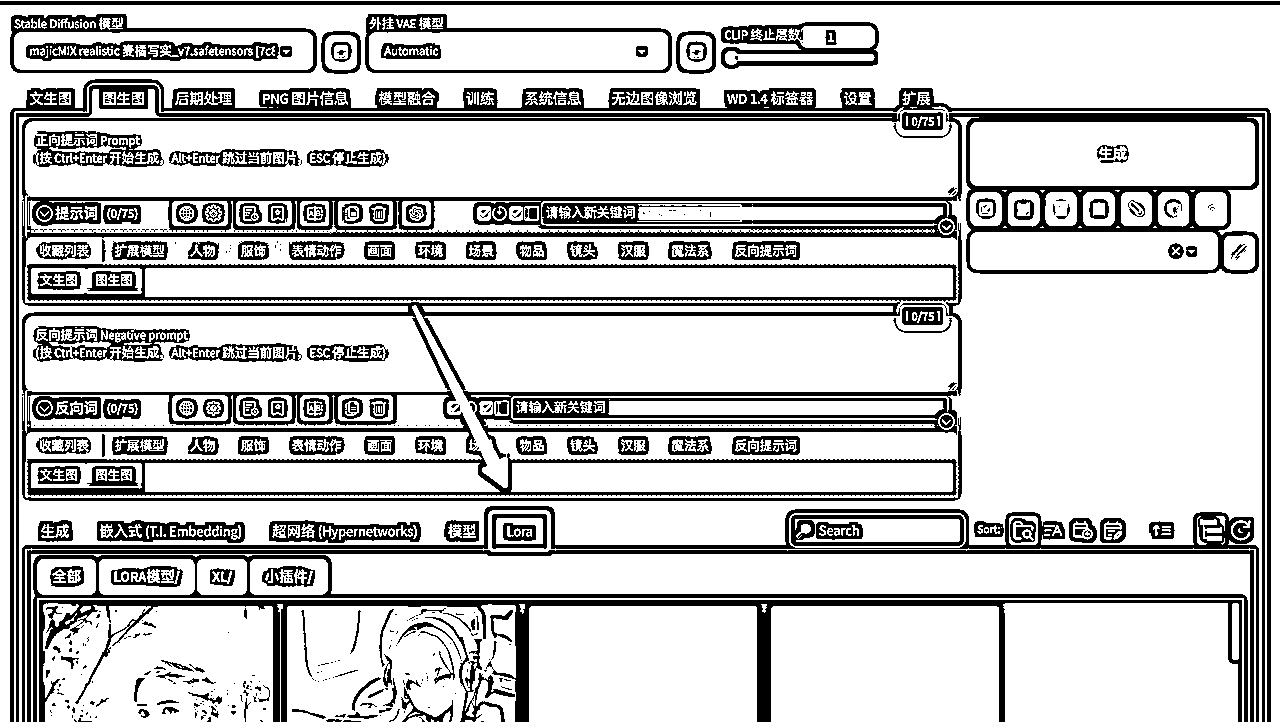 Stable Diffusion 模型
外挂 VAE 模型
CLIP 终止层数
1
majicMIX realistic 麦橘写实_v7.safetensors [7c8
Automatic
文生图 图生图 后期处理 PNG 图片信息 模型融合 训练 系统信息 无边图像浏览 WD 1.4 标签器 设置 扩展
0/75
正向提示词 Prompt
(按 Ctrl+Enter 开始生成, Alt+Enter 跳过当前图片, ESC 停止生成)
生成
提示词 (0/75)
请输入新关键词
收藏列表 扩展模型 人物 服饰 表情动作 画面 环境 场景 物品 镜头 汉服 魔法系 反向提示词
文生图 图生图
0/75
反向提示词 Negative prompt
(按 Ctrl+Enter 开始生成, Alt+Enter 跳过当前图片, ESC 停止生成)
反向词 (0/75)
请输入新关键词
收藏列表 扩展模型 人物 服饰 表情动作 画面 环境 物品 镜头 汉服 魔法系 反向提示词
文生图 图生图
生成 嵌入式 (T.I. Embedding) 超网络 (Hypernetworks) 模型 Lora
Search
Sort:
全部 LORA模型/ XL/ 小插件/